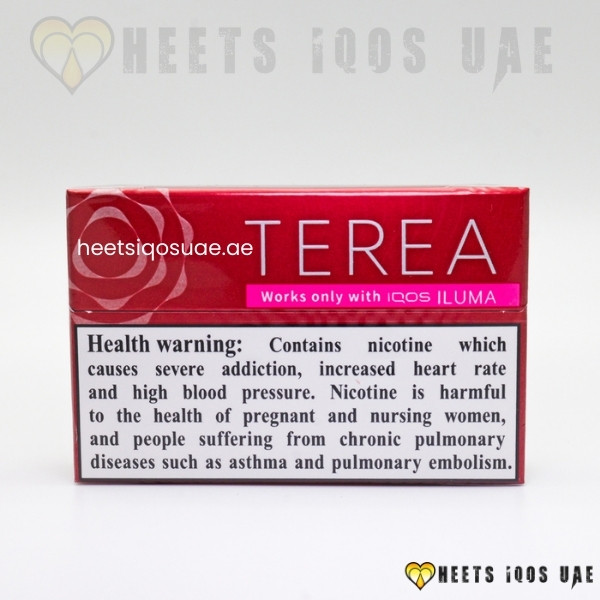 HEETS iQOS UAE
heetsiqosuae.ae
TEREA
Works only with IQOS ILUMA
Health warning: Contains nicotine which
causes severe addiction, increased heart rate
and high blood pressure. Nicotine is harmful
to the health of pregnant and nursing women,
and people suffering from chronic pulmonary
diseases such as asthma and pulmonary embolism.
HEETS iQOS UAE